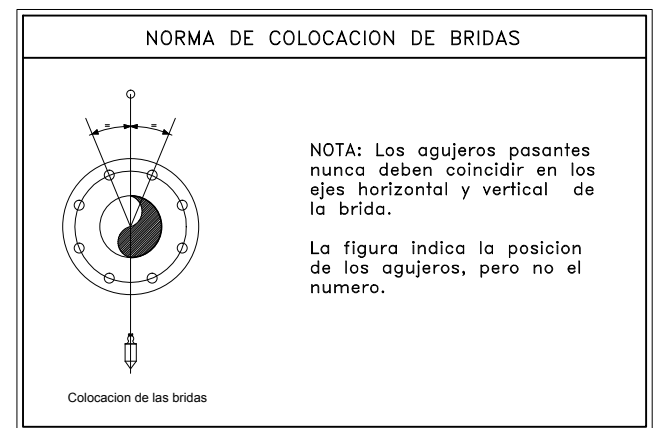 NORMA DE COLOCACION DE BRIDAS
= =
NOTA: Los agujeros pasantes
nunca deben coincidir en los
ejes horizontal y vertical de
la brida.
La figura indica la posicion
de los agujeros, pero no el
numero.
Colocacion de las bridas